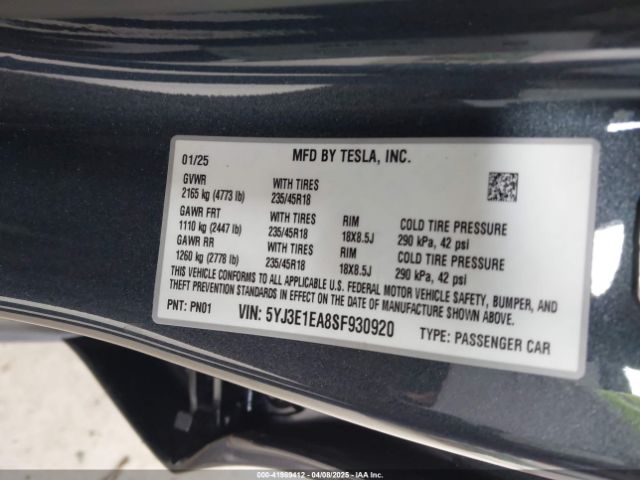 01/25 MFD BY TESLA, INC.
GVWR WITH TIRES
2165 kg (4773 lb) 235/45R18
GAWR FRT WITH TIRES RIM COLD TIRE PRESSURE
1110 kg (2447 lb) 235/45R18 18X8.5J 290 kPa, 42 psi
GAWR RR WITH TIRES RIM COLD TIRE PRESSURE
1260 kg (2778 lb) 235/45R18 18X8.5J 290 kPa, 42 psi
THIS VEHICLE CONFORMS TO ALL APPLICABLE U.S. FEDERAL MOTOR VEHICLE SAFETY, BUMPER, AND
THEFT PREVENTION STANDARDS IN EFFECT ON THE DATE OF MANUFACTURE SHOWN ABOVE.
PNT: PN01 VIN: 5YJ3E1EA8SF930920 TYPE: PASSENGER CAR
000-41989412 - 04/08/2025 - IAA Inc.